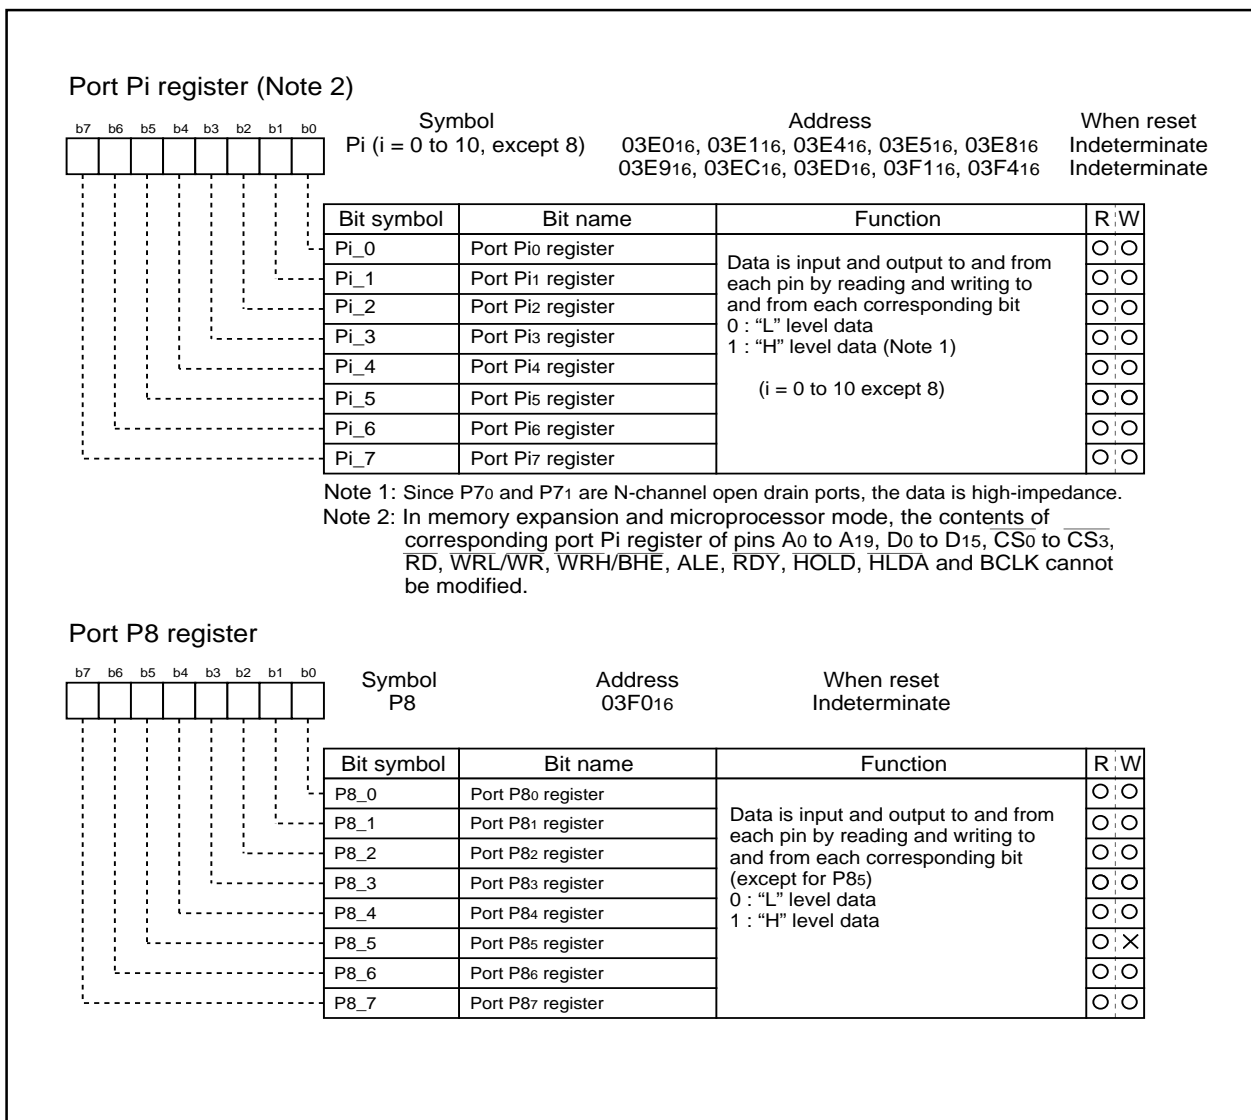 Port Pi register (Note 2)
b7 b6 b5 b4 b3 b2 b1 b0
Symbol Address When reset
Pi (i = 0 to 10, except 8) 03E016, 03E116, 03E416, 03E516, 03E816 Indeterminate
03E916, 03EC16, 03ED16, 03F116, 03F416 Indeterminate
Bit symbol Bit name Function R W
Pi_0 Port Pi0 register
Pi_1 Port Pi1 register
Pi_2 Port Pi2 register
Pi_3 Port Pi3 register
Pi_4 Port Pi4 register
Pi_5 Port Pi5 register
Pi_6 Port Pi6 register
Pi_7 Port Pi7 register
Data is input and output to and from
each pin by reading and writing to
and from each corresponding bit
0 : “L” level data
1 : “H” level data (Note 1)
(i = 0 to 10 except 8)
Note 1: Since P70 and P71 are N-channel open drain ports, the data is high-impedance.
Note 2: In memory expansion and microprocessor mode, the contents of
corresponding port Pi register of pins A0 to A19, D0 to D15, CS0 to CS3,
RD, WRL/WR, WRH/BHE, ALE, RDY, HOLD, HLDA and BCLK cannot
be modified.
Port P8 register
b7 b6 b5 b4 b3 b2 b1 b0
Symbol Address When reset
P8 03F016 Indeterminate
Bit symbol Bit name Function R W
P8_0 Port P80 register
P8_1 Port P81 register
P8_2 Port P82 register
P8_3 Port P83 register
P8_4 Port P84 register
P8_5 Port P85 register
P8_6 Port P86 register
P8_7 Port P87 register
Data is input and output to and from
each pin by reading and writing to
and from each corresponding bit
(except for P85)
0 : “L” level data
1 : “H” level data